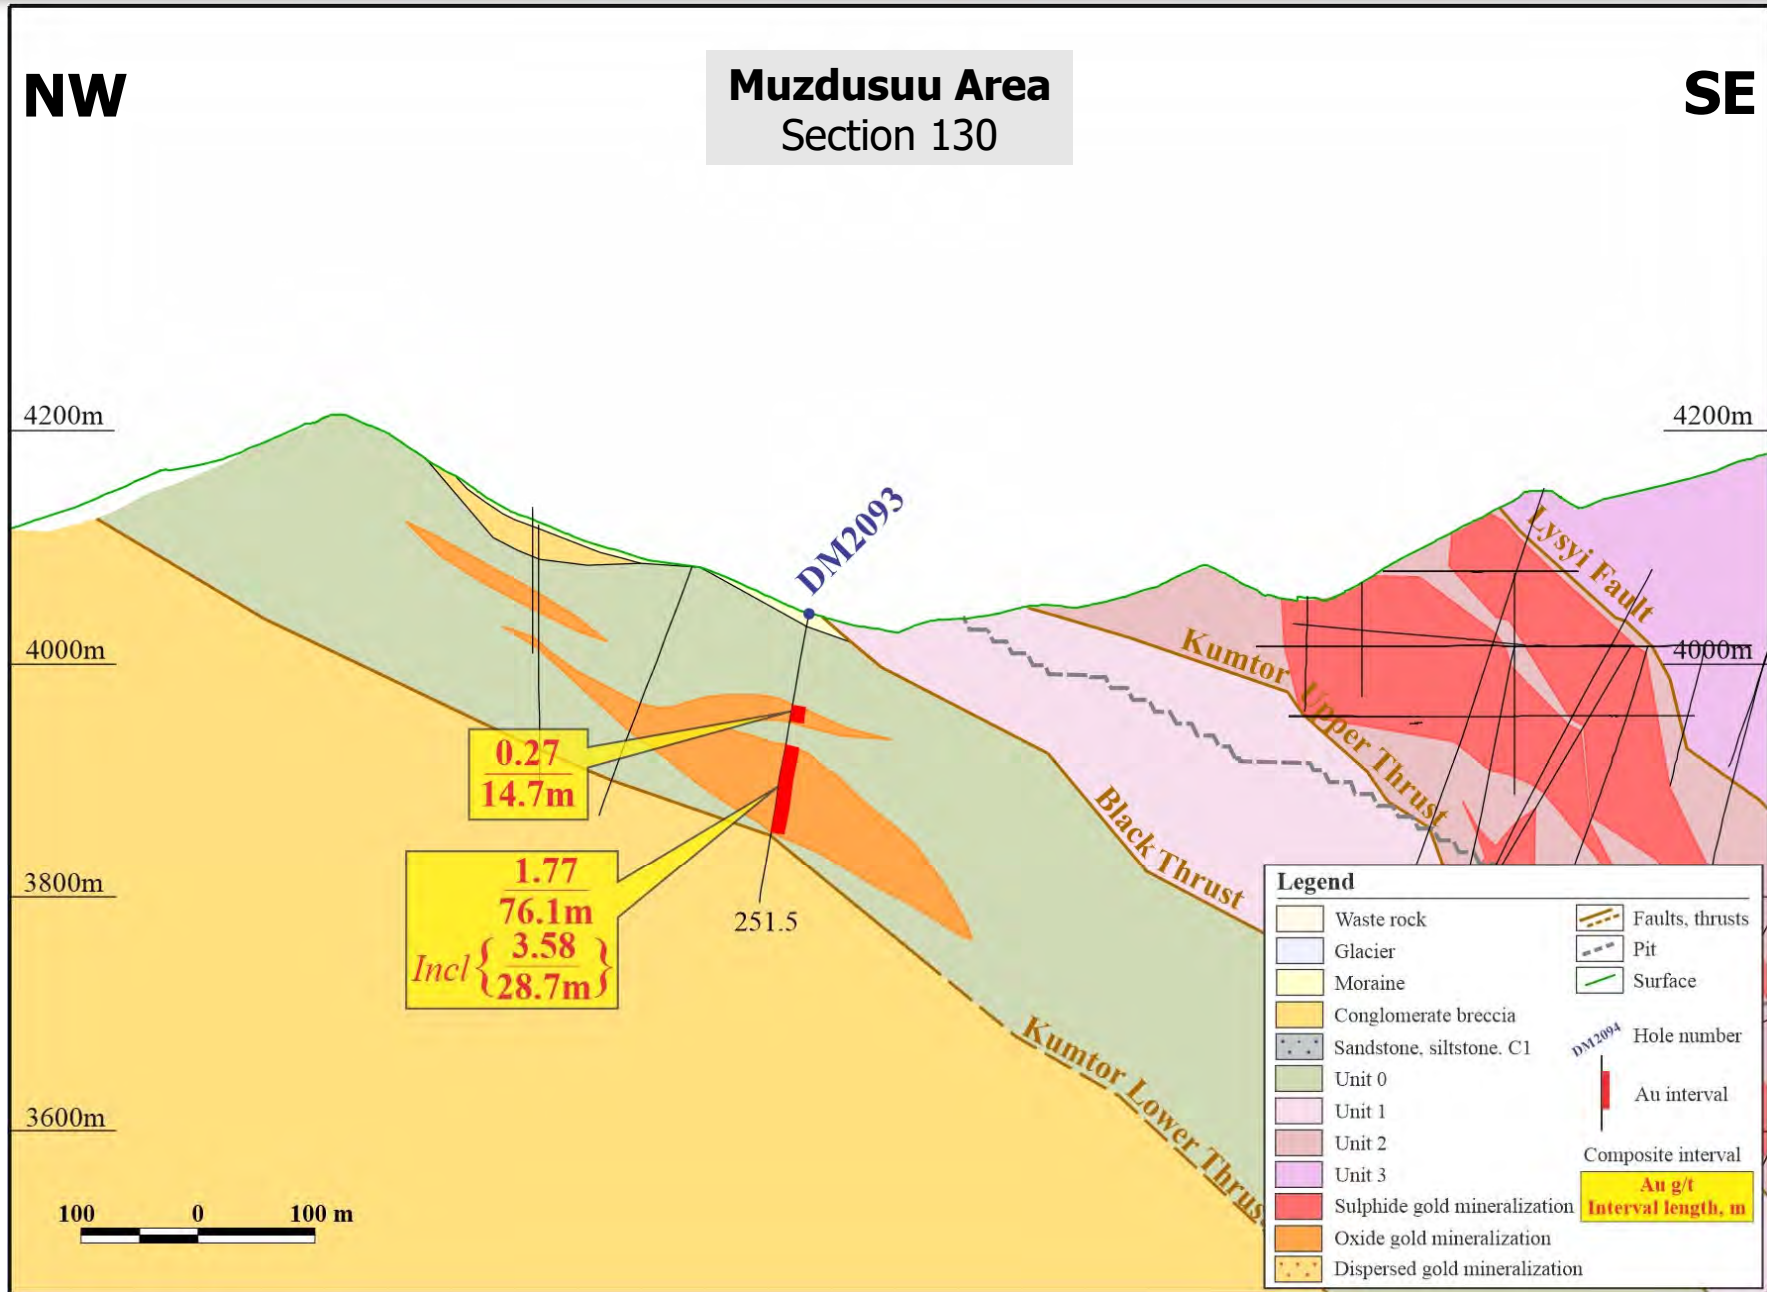 NW
Muzdusuu Area
Section 130
SE
4200m
4200m
DM2093
Lysyi Fault
4000m
4000m
Kumtor Upper Thrust
0.27
14.7m
Black Thrust
1.77
76.1m
Incl { 3.58
28.7m }
251.5
3800m
Kumtor Lower Thrus
3600m
100 0 100 m
Legend
Waste rock
Glacier
Moraine
Conglomerate breccia
Sandstone, siltstone. C1
Unit 0
Unit 1
Unit 2
Unit 3
Sulphide gold mineralization
Oxide gold mineralization
Dispersed gold mineralization
Faults, thrusts
Pit
Surface
DM2094 Hole number
Au interval
Composite interval
Au g/t
Interval length, m